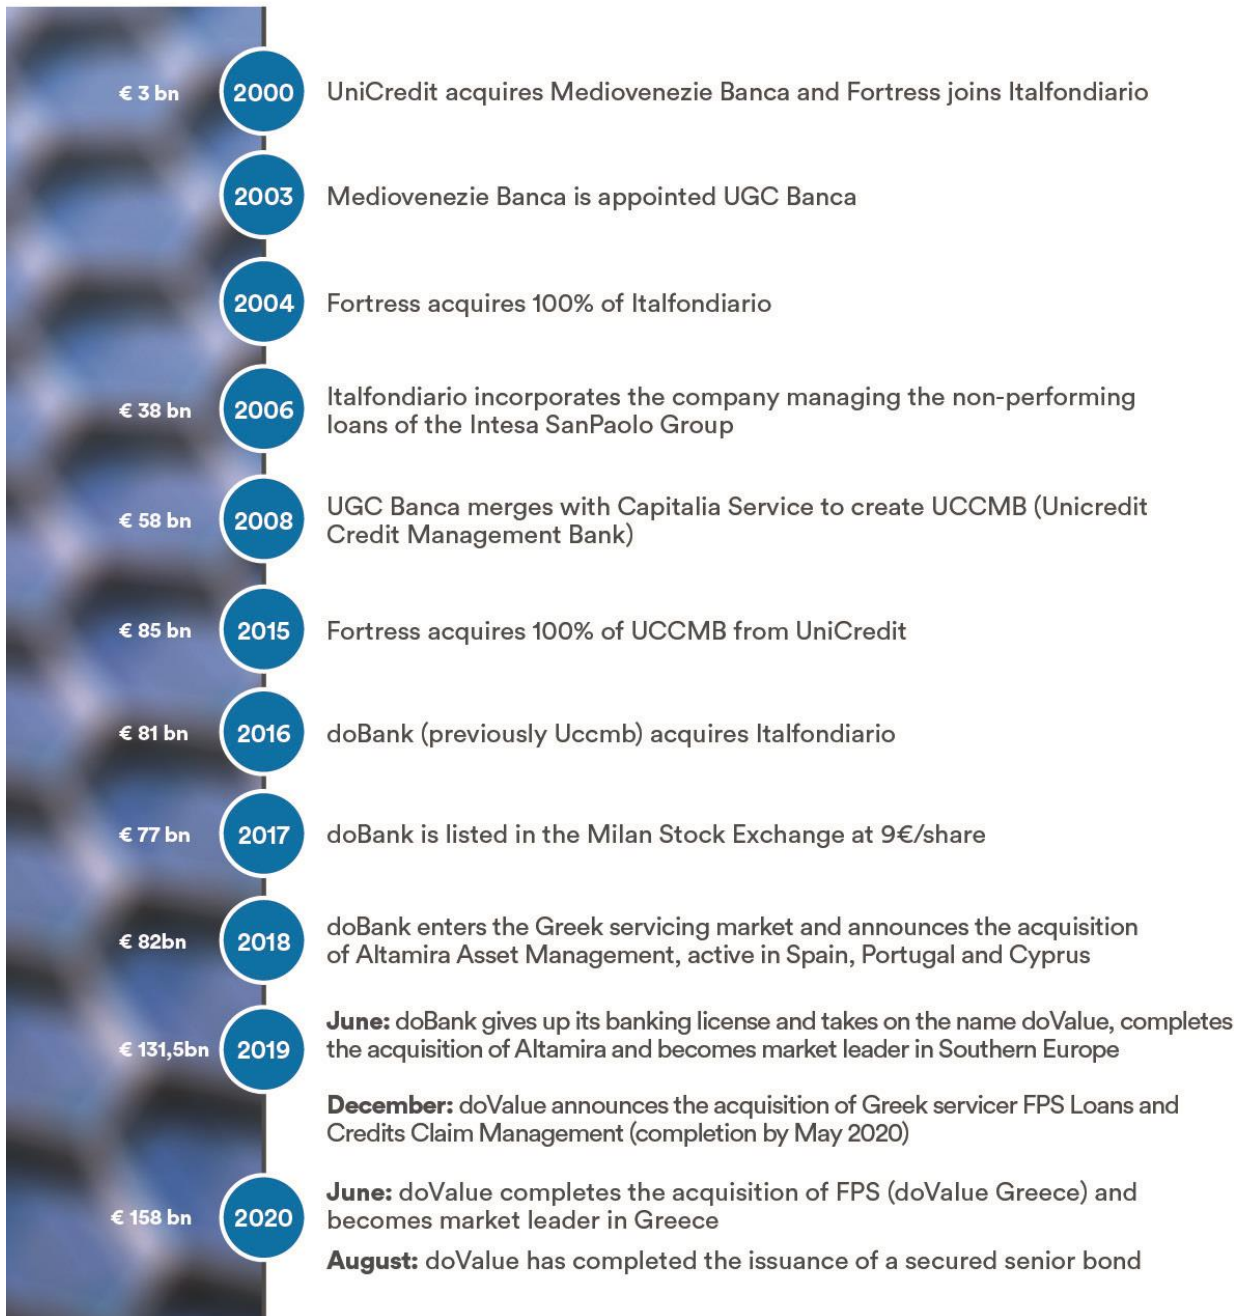 € 3 bn
2000
UniCredit acquires Mediovenezie Banca and Fortress joins Italfondiario
2003
Mediovenezie Banca is appointed UGC Banca
2004
Fortress acquires 100% of Italfondiario
€ 38 bn
2006
Italfondiario incorporates the company managing the non-performing
loans of the Intesa SanPaolo Group
€ 58 bn
2008
UGC Banca merges with Capitalia Service to create UCCMB (Unicredit
Credit Management Bank)
€ 85 bn
2015
Fortress acquires 100% of UCCMB from UniCredit
€ 81 bn
2016
doBank (previously Uccmb) acquires Italfondiario
€ 77 bn
2017
doBank is listed in the Milan Stock Exchange at 9€/share
€ 82bn
2018
doBank enters the Greek servicing market and announces the acquisition
of Altamira Asset Management, active in Spain, Portugal and Cyprus
€ 131,5bn
2019
June: doBank gives up its banking license and takes on the name doValue, completes
the acquisition of Altamira and becomes market leader in Southern Europe
December: doValue announces the acquisition of Greek servicer FPS Loans and
Credits Claim Management (completion by May 2020)
€ 158 bn
2020
June: doValue completes the acquisition of FPS (doValue Greece) and
becomes market leader in Greece
August: doValue has completed the issuance of a secured senior bond